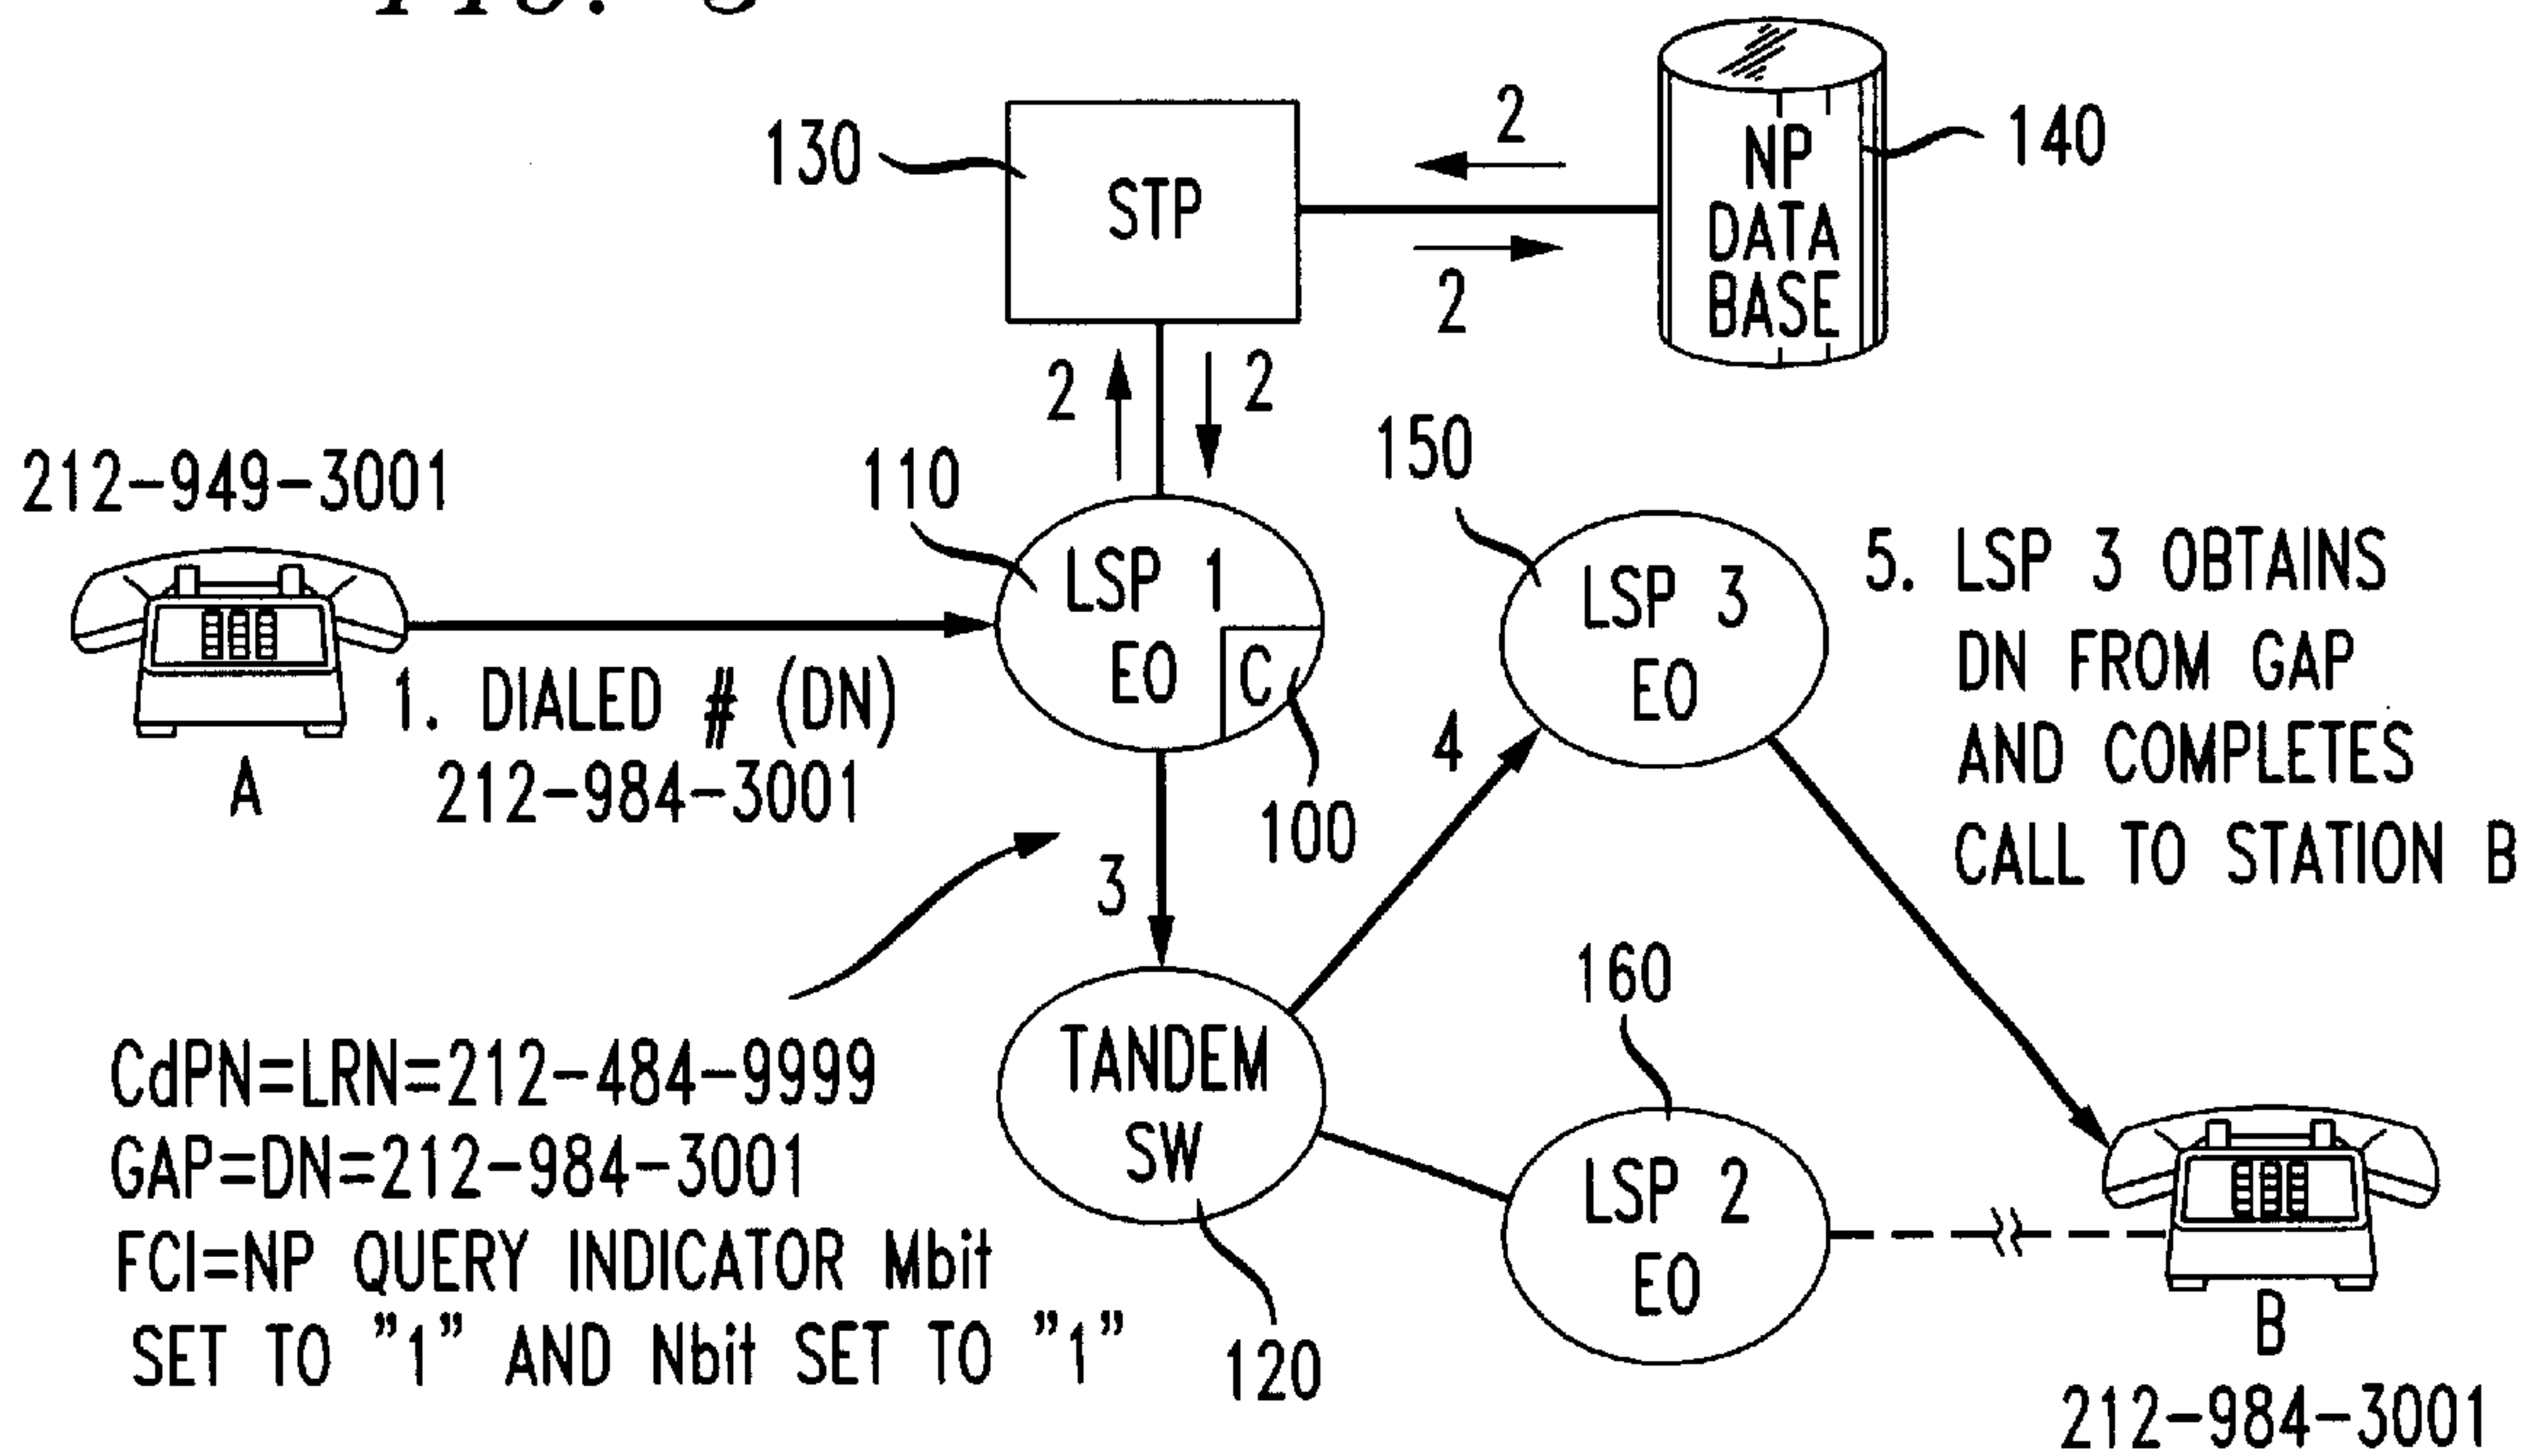 130
STP
2
2
NP
DATA
BASE
140
2
2
212-949-3001
110
LSP 1
EO
C
100
150
LSP 3
EO
5. LSP 3 OBTAINS
DN FROM GAP
AND COMPLETES
CALL TO STATION B
1. DIALED # (DN)
212-984-3001
A
3
4
CdPN=LRN=212-484-9999
GAP=DN=212-984-3001
FCI=NP QUERY INDICATOR Mbit
SET TO "1" AND Nbit SET TO "1"
TANDEM
SW
120
160
LSP 2
EO
B
212-984-3001